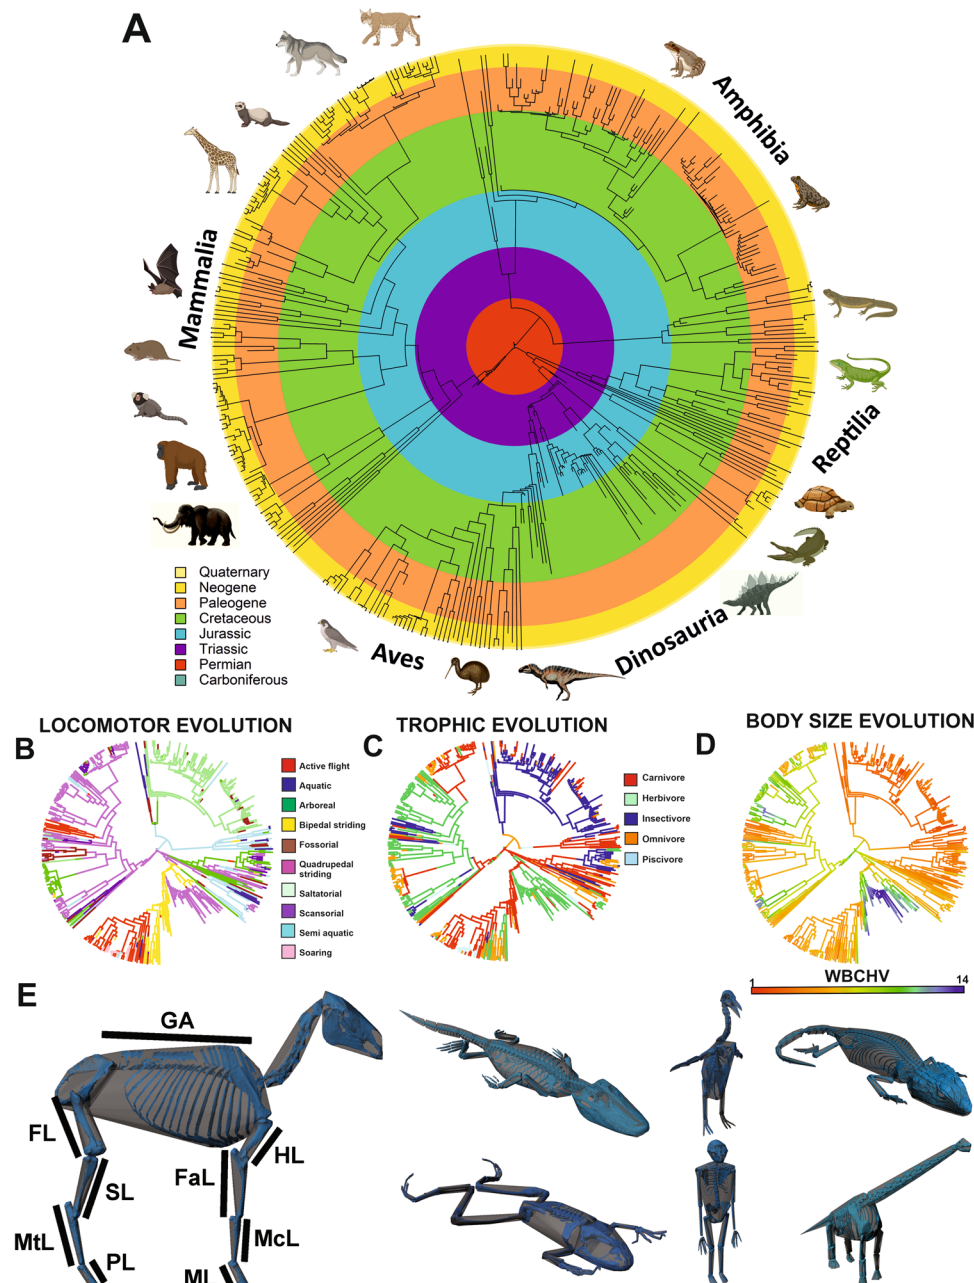 A
Amphibia
Mammalia
Reptilia
Dinosauria
Aves
Quaternary
Neogene
Paleogene
Cretaceous
Jurassic
Triassic
Permian
Carboniferous
LOCOMOTOR EVOLUTION
B
Active flight
Aquatic
Arboreal
Bipedal striding
Fossorial
Quadrupedal
striding
Saltatorial
Scansorial
Semi aquatic
Soaring
TROPHIC EVOLUTION
C
Carnivore
Herbivore
Insectivore
Omnivore
Piscivore
BODY SIZE EVOLUTION
D
WBCHV
1
14
E
GA
FL
HL
FaL
SL
MtL
McL
PL
ML